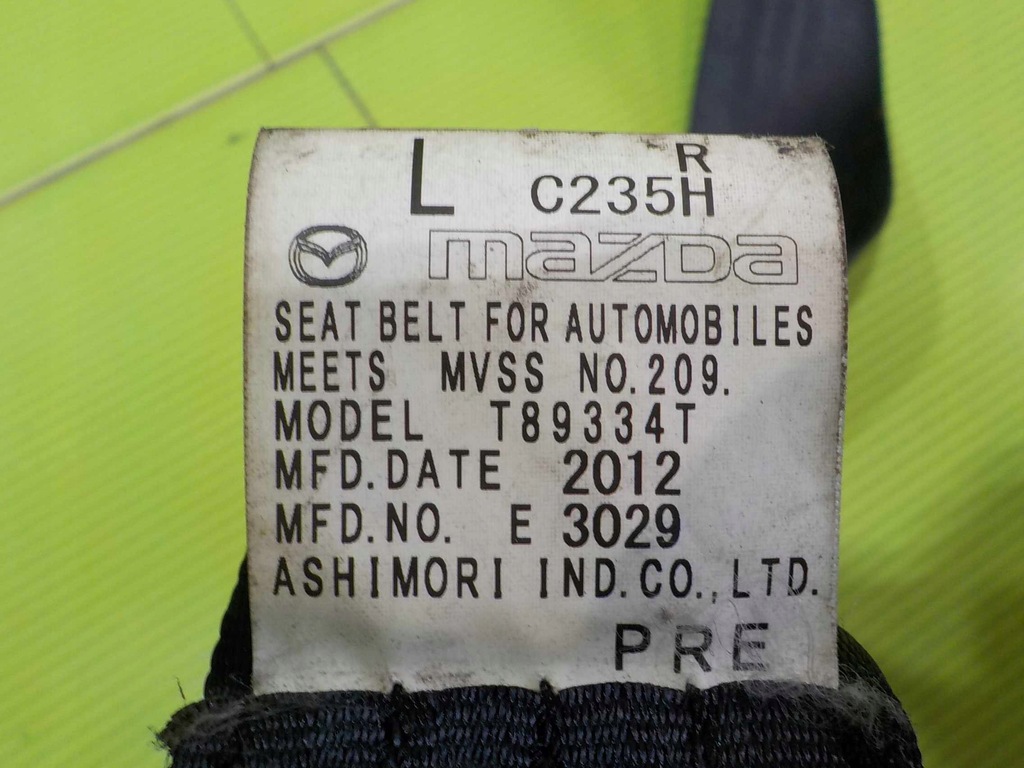 L C235H R
mazda
SEAT BELT FOR AUTOMOBILES
MEETS MVSS NO.209.
MODEL T89334T
MFD.DATE 2012
MFD.NO. E 3029
ASHIMORI IND.CO.,LTD.
PRE